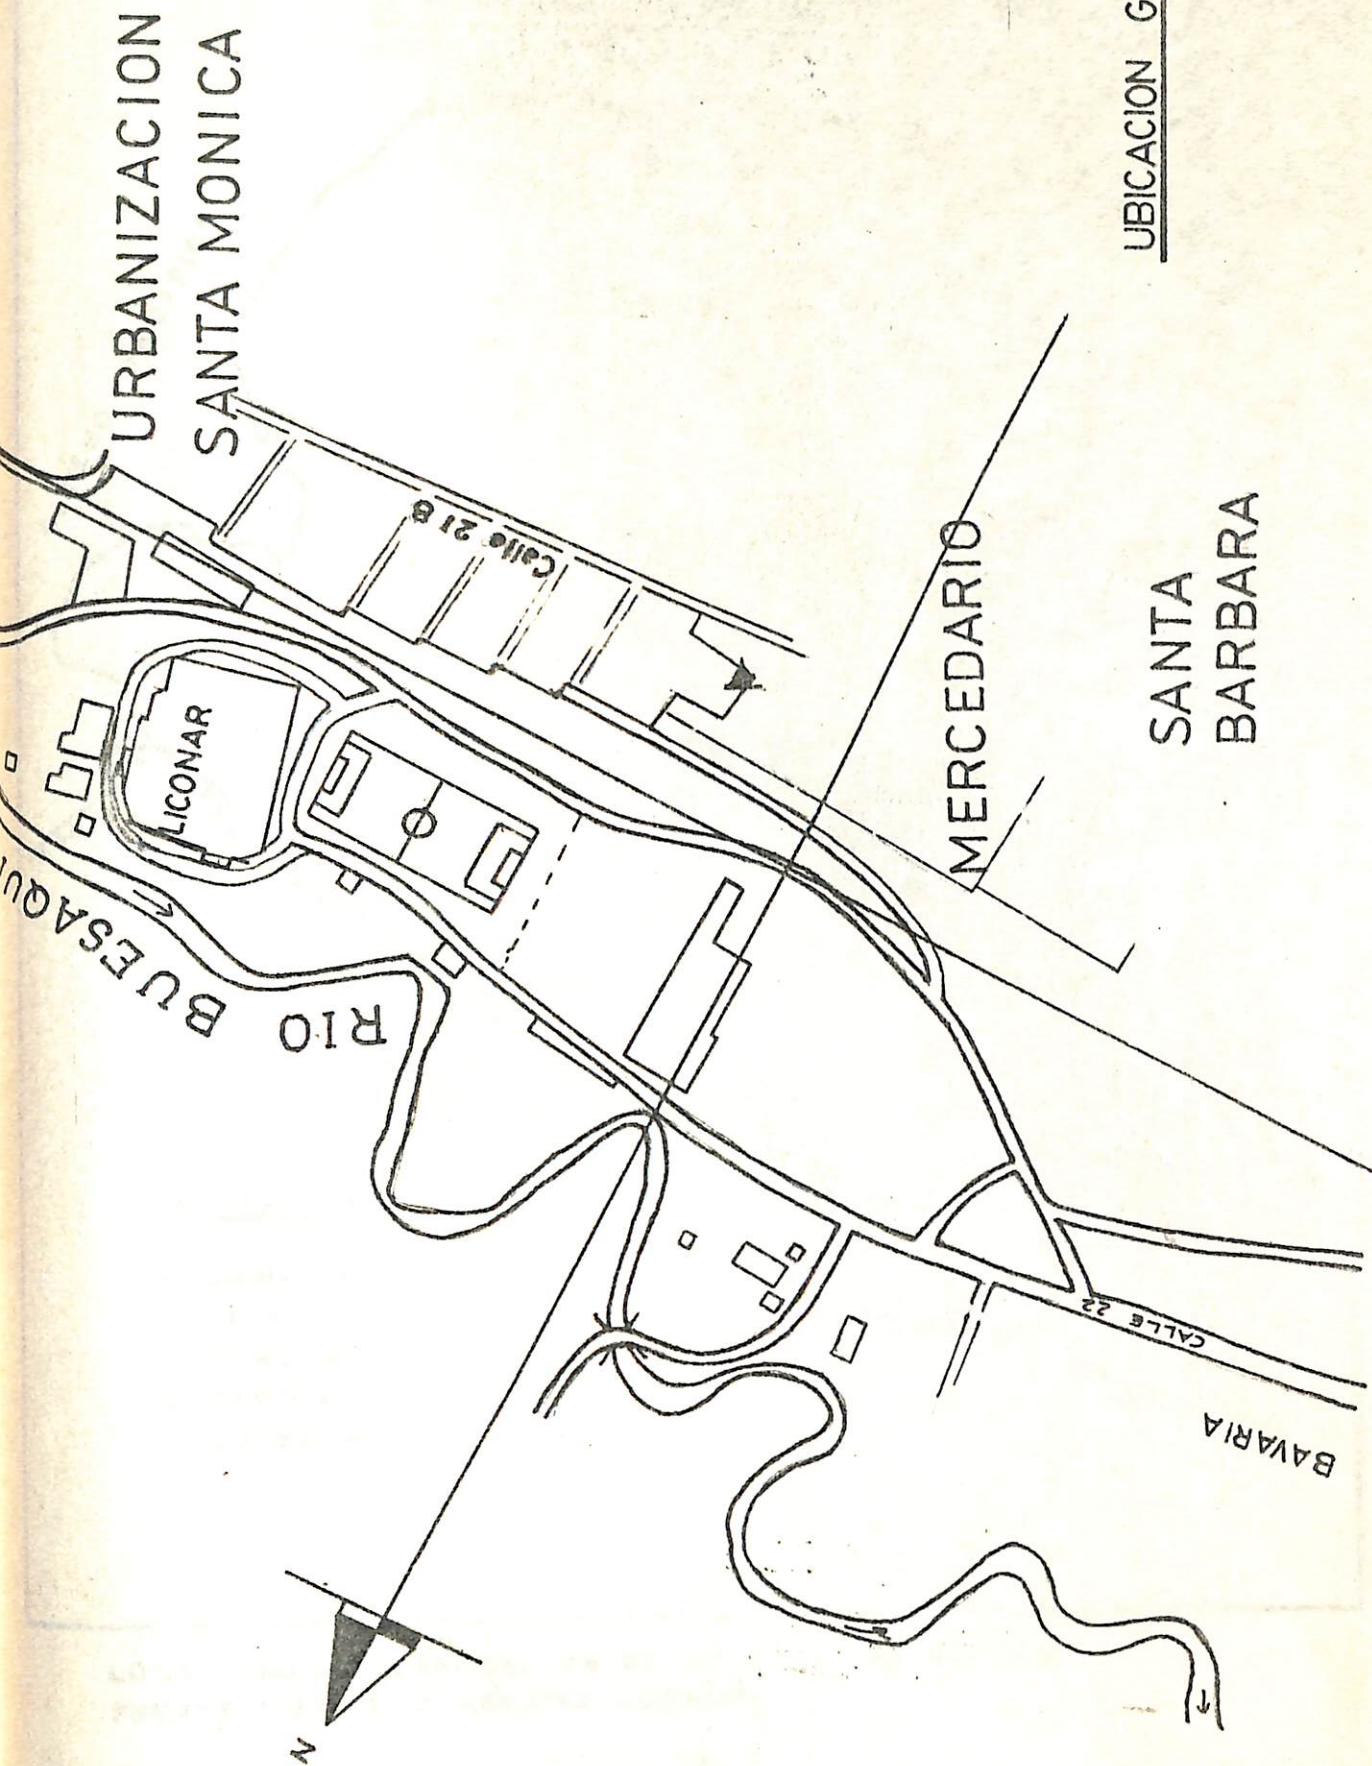 URBANIZACION
SANTA MONICA
UBICACION G
Calle 21 B
LICONAR
RIO BUESAQUI
MERCEDARIO
SANTA
BARBARA
CALLE 22
BAVARIA
N